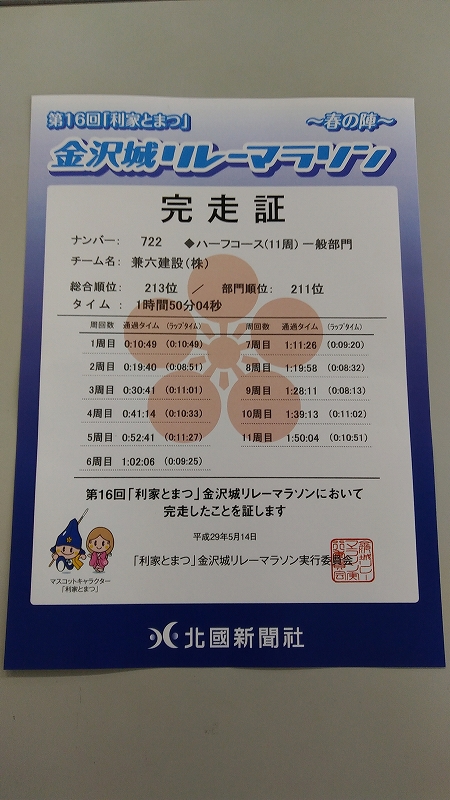 第16回「利家とまつ」 ～春の陣～
金沢城リレーマラソン
完走証
ナンバー： 722 ◆ハーフコース(11周) 一般部門
チーム名： 兼六建設(株)
総合順位： 213位 ／ 部門順位： 211位
タイム： 1時間50分04秒
周回数 通過タイム (ラップタイム) 周回数 通過タイム (ラップタイム)
1周目 0:10:49 (0:10:49) 7周目 1:11:26 (0:09:20)
2周目 0:19:40 (0:08:51) 8周目 1:19:58 (0:08:32)
3周目 0:30:41 (0:11:01) 9周目 1:28:11 (0:08:13)
4周目 0:41:14 (0:10:33) 10周目 1:39:13 (0:11:02)
5周目 0:52:41 (0:11:27) 11周目 1:50:04 (0:10:51)
6周目 1:02:06 (0:09:25)
第16回「利家とまつ」金沢城リレーマラソンにおいて
完走したことを証します
平成29年5月14日
「利家とまつ」金沢城リレーマラソン実行委員会
マスコットキャラクター
「利家とまつ」
北國新聞社